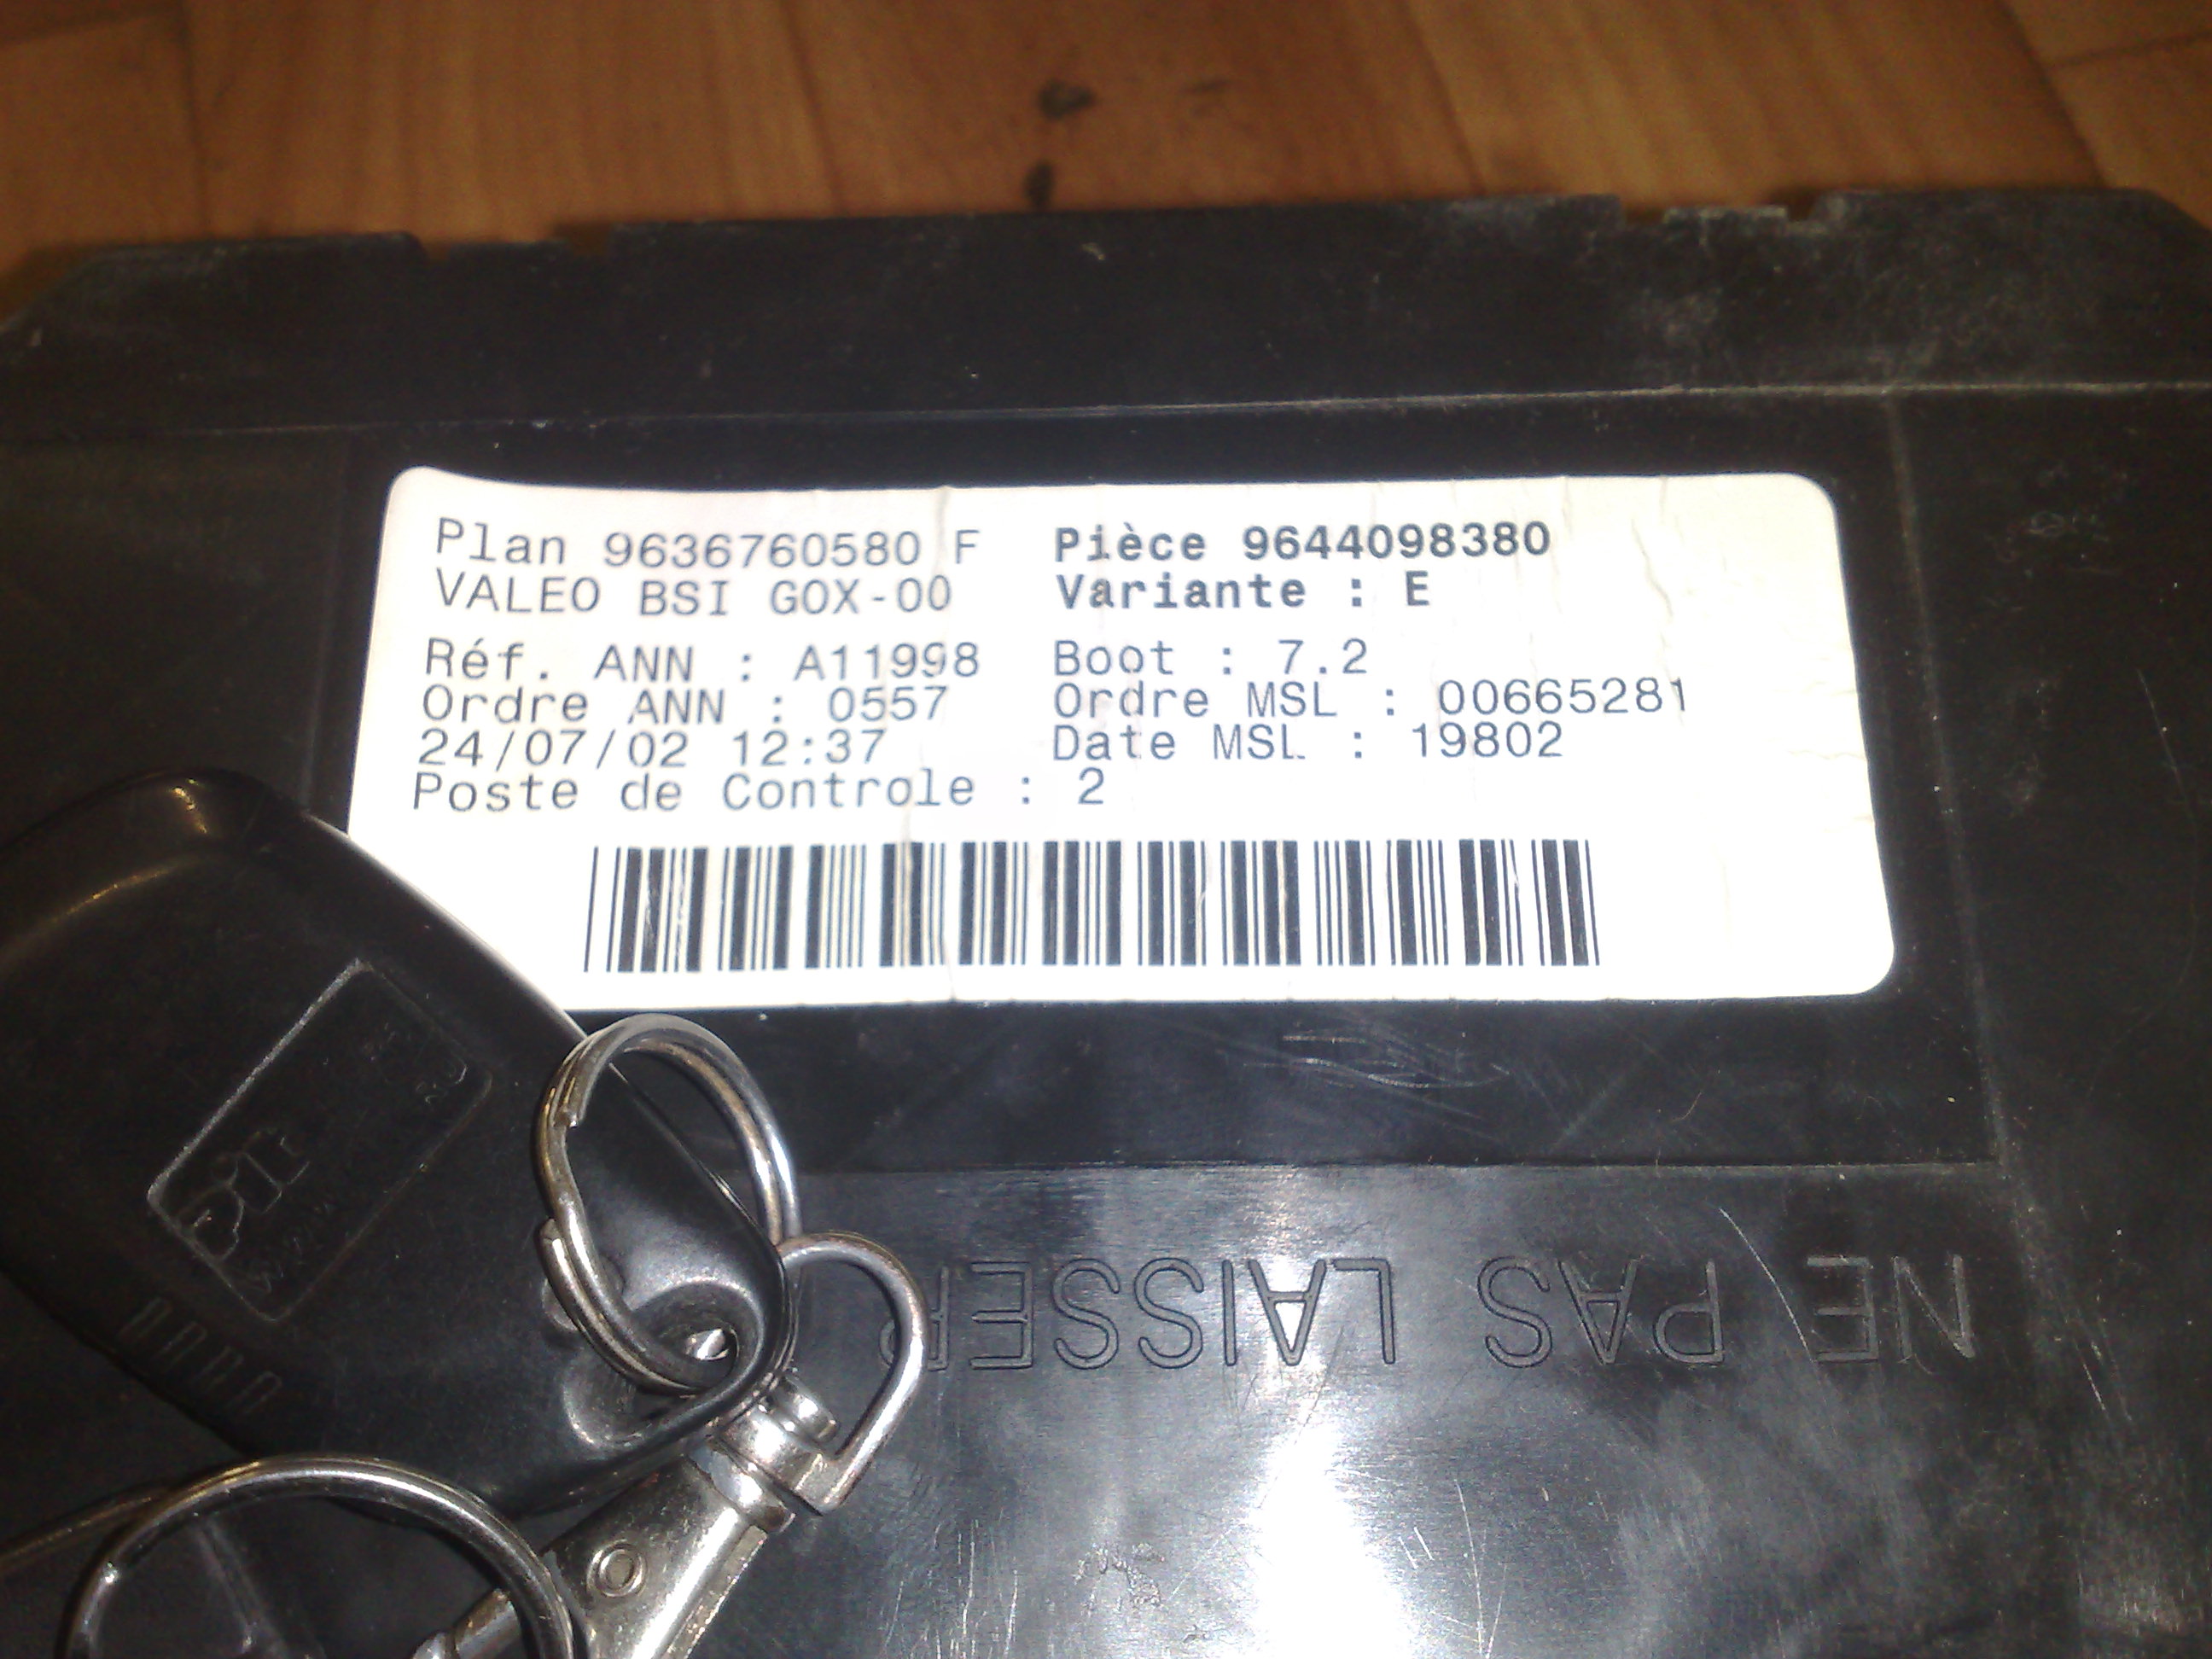 Plan 9636760580 F
VALEO BSI GOX-00
Pièce 9644098380
Variante : E
Réf. ANN : A11998
Ordre ANN : 0557
24/07/02 12:37
Poste de Controle : 2
Boot : 7.2
Ordre MSL : 00665281
Date MSL : 19802
NE PAS LAISSER